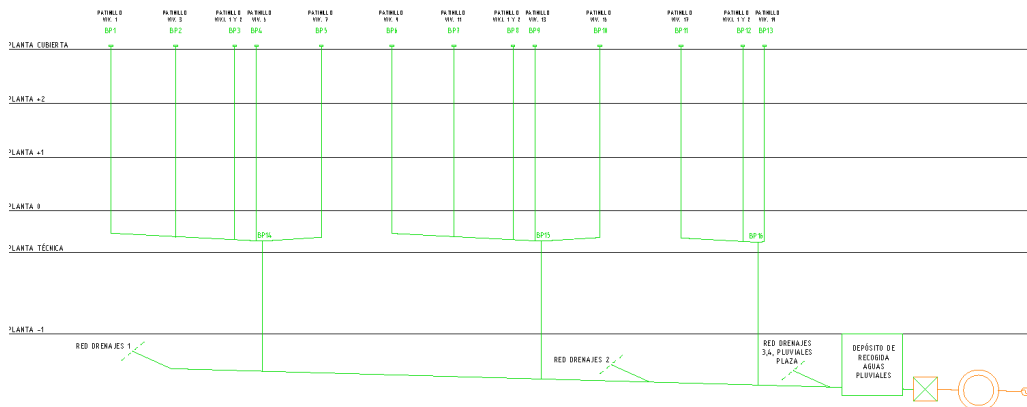 PATINILLO VIV. 1
PATINILLO VIV. 3
PATINILLO VIV. 1 Y 2
PATINILLO VIV. 5
PATINILLO VIV. 7
PATINILLO VIV. 9
PATINILLO VIV. 11
PATINILLO VIV. 1 Y 2
PATINILLO VIV. 13
PATINILLO VIV. 15
PATINILLO VIV. 17
PATINILLO VIV. 1 Y 2
PATINILLO VIV. 19
BP1
BP2
BP3
BP4
BP5
BP6
BP7
BP8
BP9
BP10
BP11
BP12
BP13
PLANTA CUBIERTA
PLANTA +2
PLANTA +1
PLANTA 0
BP14
BP15
BP16
PLANTA TÉCNICA
PLANTA -1
RED DRENAJES 1
RED DRENAJES 2
RED DRENAJES
3,4, PLUVIALES
PLAZA
DEPÓSITO DE
RECOGIDA
AGUAS
PLUVIALES